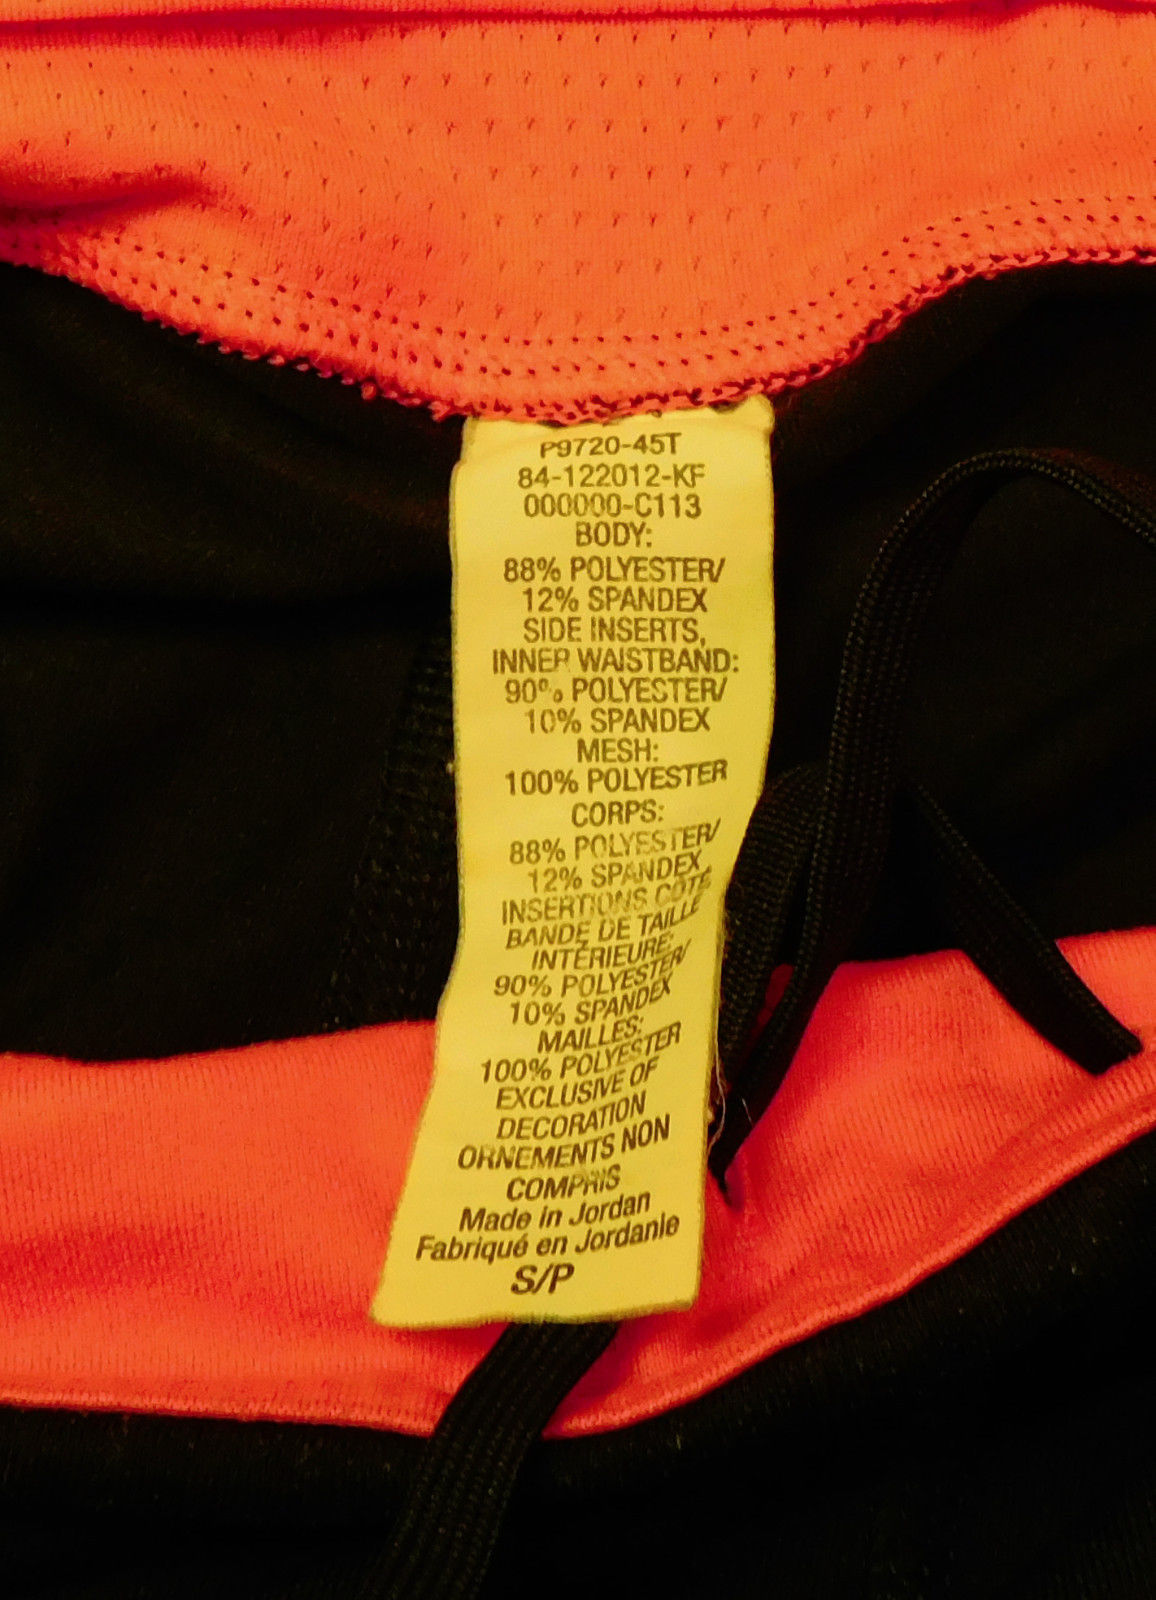 P9720-45T
84-122012-KF
000000-C113
BODY:
88% POLYESTER/
12% SPANDEX
SIDE INSERTS,
INNER WAISTBAND:
90% POLYESTER/
10% SPANDEX
MESH:
100% POLYESTER
CORPS:
88% POLYESTER/
12% SPANDEX
INSERTIONS CÔTÉ
BANDE DE TAILLE
INTÉRIEURE:
90% POLYESTER/
10% SPANDEX
MAILLES:
100% POLYESTER
EXCLUSIVE OF
DECORATION
ORNEMENTS NON
COMPRIS
Made in Jordan
Fabriqué en Jordanie
S/P